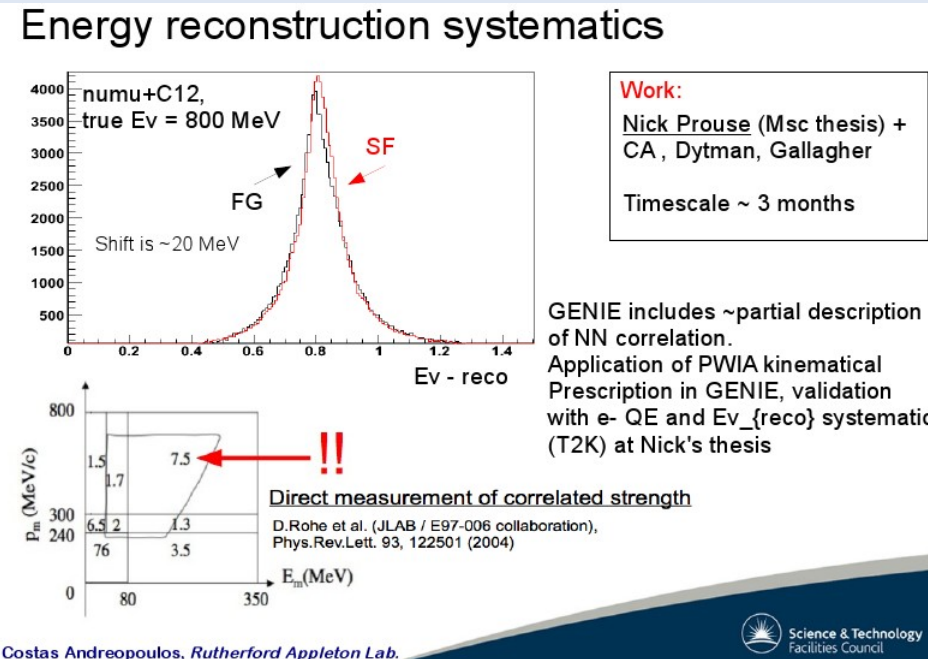 Energy reconstruction systematics
4000
3500
3000
2500
2000
1500
1000
500
numu+C12,
true Ev = 800 MeV
SF
FG
Shift is ~20 MeV
0 0.2 0.4 0.6 0.8 1 1.2 1.4
Ev - reco
Work:
Nick Prouse (Msc thesis) +
CA , Dytman, Gallagher
Timescale ~ 3 months
GENIE includes ~partial description
of NN correlation.
Application of PWIA kinematical
Prescription in GENIE, validation
with e- QE and Ev_{reco} systematic
(T2K) at Nick's thesis
800
300
240
0
pm (MeV/c)
1.5 7.5
1.7
6.5 2 1.3
76 3.5
80 350
Em(MeV)
!!
Direct measurement of correlated strength
D.Rohe et al. (JLAB / E97-006 collaboration),
Phys.Rev.Lett. 93, 122501 (2004)
Costas Andreopoulos, Rutherford Appleton Lab.
Science & Technology
Facilities Council